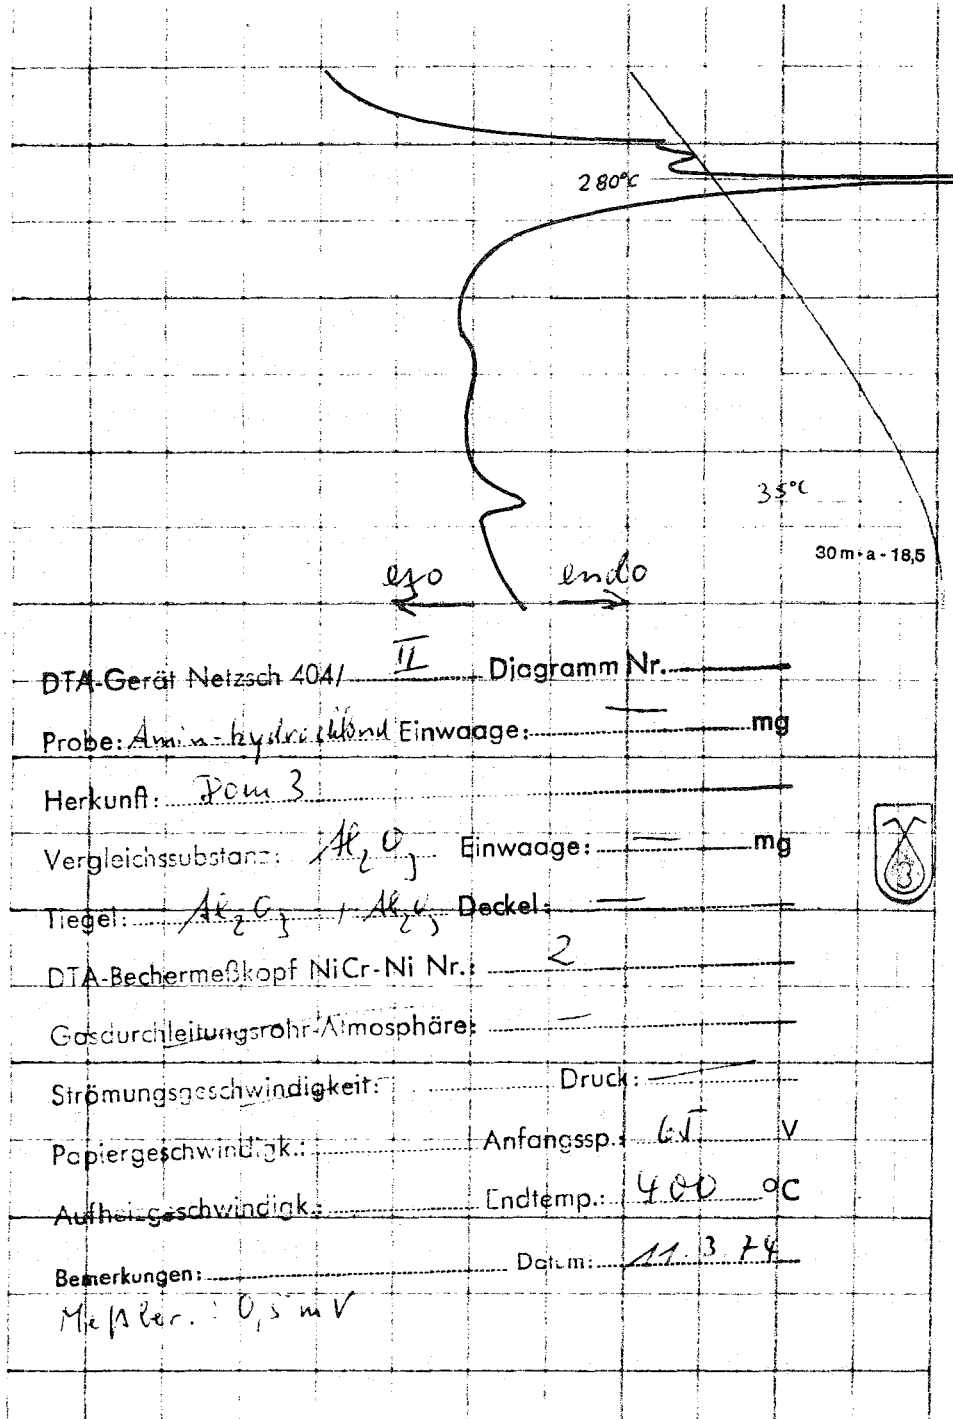 280°C
35°C
30 m·a-18,5
exo endo
DTA-Gerät Netzsch 404/ II Diagramm Nr.
Probe: Amin-hydrochlorid Einwaage: — mg
Herkunft: Dom 3
Vergleichssubstanz: Al2O3 Einwaage: — mg
Tiegel: Al2O3, Al2O3 Deckel: —
DTA-Bechermeßkopf NiCr-Ni Nr.: 2
Gasdurchleitungsrohr-Atmosphäre: —
Strömungsgeschwindigkeit: Druck: —
Papiergeschwindigk.: Anfangssp.: 65 V
Aufheizgeschwindigk.: Endtemp.: 400 °C
Bemerkungen: Datum: 11.3.74
Meßber.: 0,5 mV